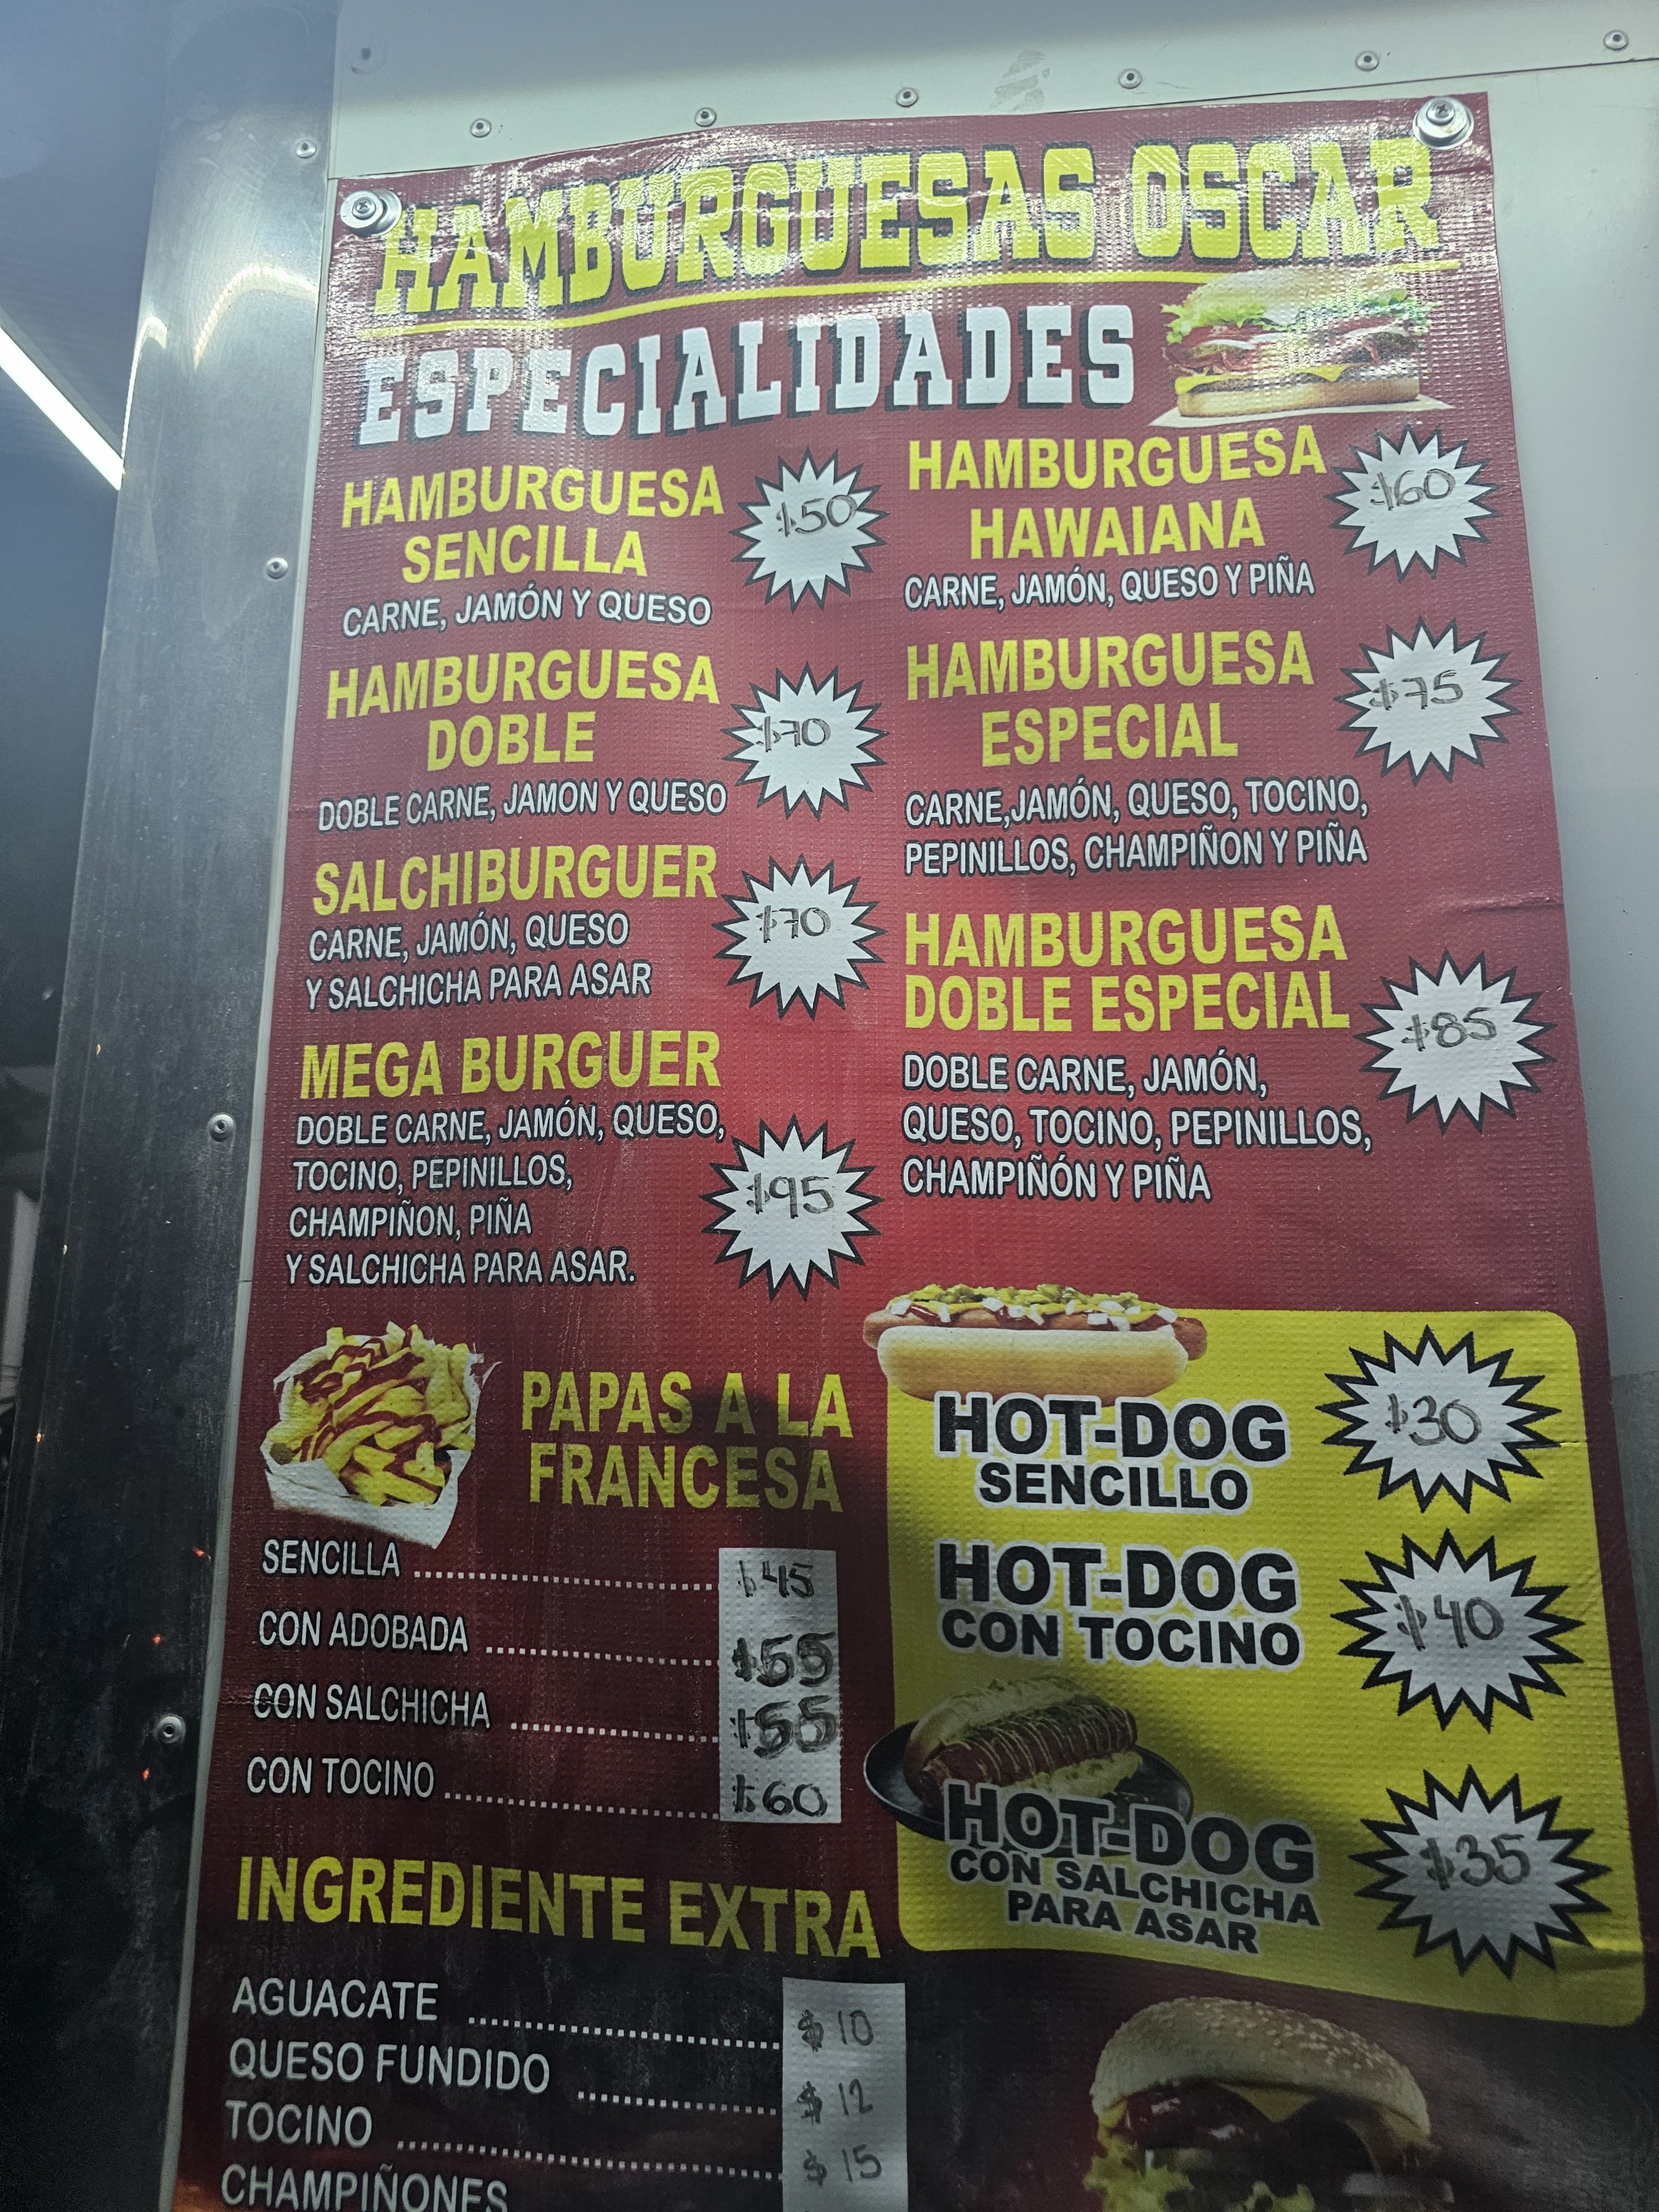 HAMBURGUESAS OSCAR
ESPECIALIDADES
HAMBURGUESA
SENCILLA
$50
CARNE, JAMÓN Y QUESO
HAMBURGUESA
DOBLE
$70
DOBLE CARNE, JAMON Y QUESO
SALCHIBURGUER
$70
CARNE, JAMÓN, QUESO
Y SALCHICHA PARA ASAR
MEGA BURGUER
DOBLE CARNE, JAMÓN, QUESO,
TOCINO, PEPINILLOS,
$95
CHAMPIÑON, PIÑA
Y SALCHICHA PARA ASAR.
HAMBURGUESA
HAWAIANA
$60
CARNE, JAMÓN, QUESO Y PIÑA
HAMBURGUESA
ESPECIAL
$75
CARNE,JAMÓN, QUESO, TOCINO,
PEPINILLOS, CHAMPIÑON Y PIÑA
HAMBURGUESA
DOBLE ESPECIAL
$85
DOBLE CARNE, JAMÓN,
QUESO, TOCINO, PEPINILLOS,
CHAMPIÑÓN Y PIÑA
PAPAS A LA
FRANCESA
SENCILLA ........ $45
CON ADOBADA ........ $55
CON SALCHICHA ........ $55
CON TOCINO ........ $60
HOT-DOG
SENCILLO
$30
HOT-DOG
CON TOCINO
$40
HOT-DOG
CON SALCHICHA
PARA ASAR
$35
INGREDIENTE EXTRA
AGUACATE ........ $10
QUESO FUNDIDO ........ $12
TOCINO ........ $15
CHAMPIÑONES